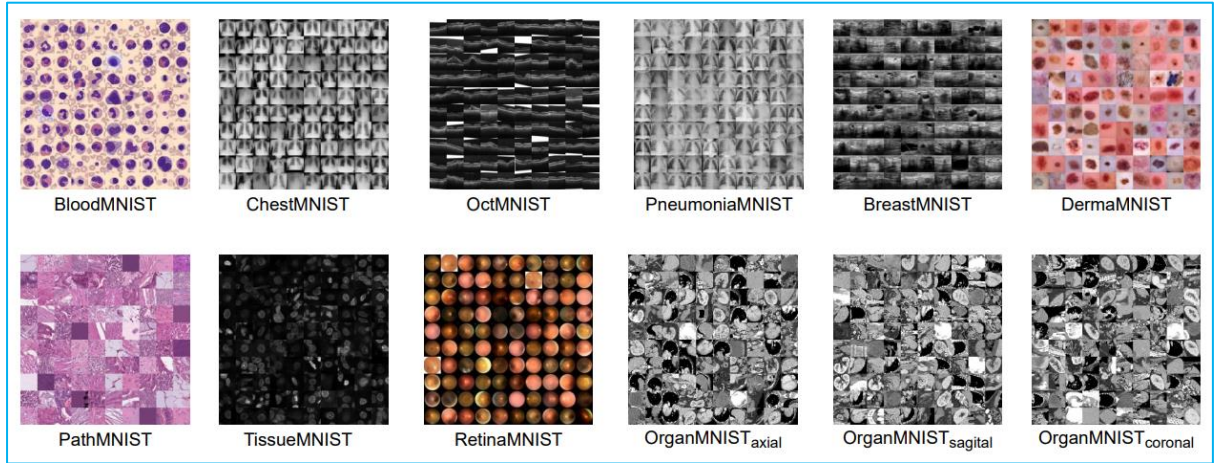 BloodMNIST
ChestMNIST
OctMNIST
PneumoniaMNIST
BreastMNIST
DermaMNIST
PathMNIST
TissueMNIST
RetinaMNIST
OrganMNISTaxial
OrganMNISTsagital
OrganMNISTcoronal